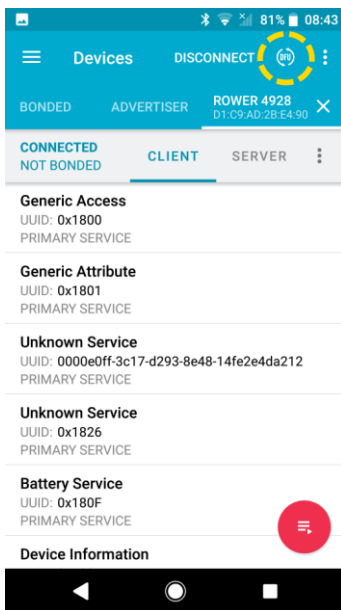 81% 08:43
Devices DISCONNECT DFU
BONDED ADVERTISER ROWER 4928
D1:C9:AD:2B:E4:90
CONNECTED
NOT BONDED CLIENT SERVER
Generic Access
UUID: 0x1800
PRIMARY SERVICE
Generic Attribute
UUID: 0x1801
PRIMARY SERVICE
Unknown Service
UUID: 0000e0ff-3c17-d293-8e48-14fe2e4da212
PRIMARY SERVICE
Unknown Service
UUID: 0x1826
PRIMARY SERVICE
Battery Service
UUID: 0x180F
PRIMARY SERVICE
Device Information